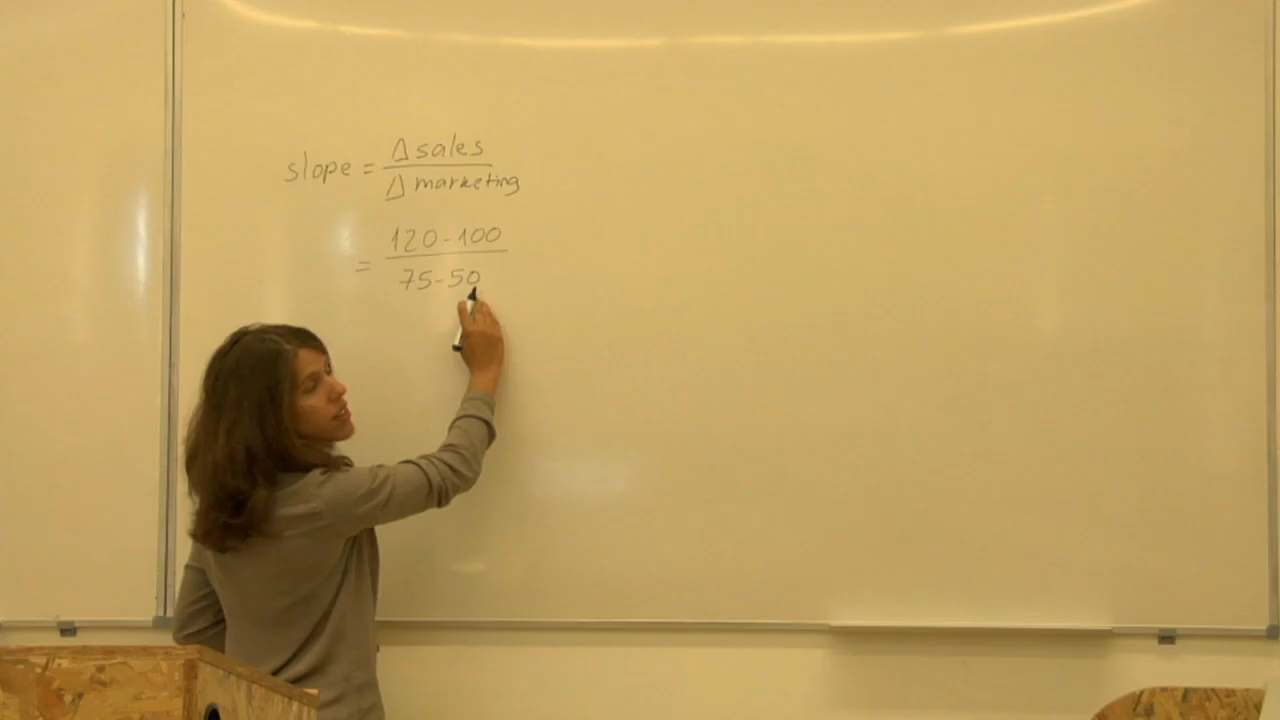 slope = Δ sales / Δ marketing
= 120 - 100 / 75 - 50